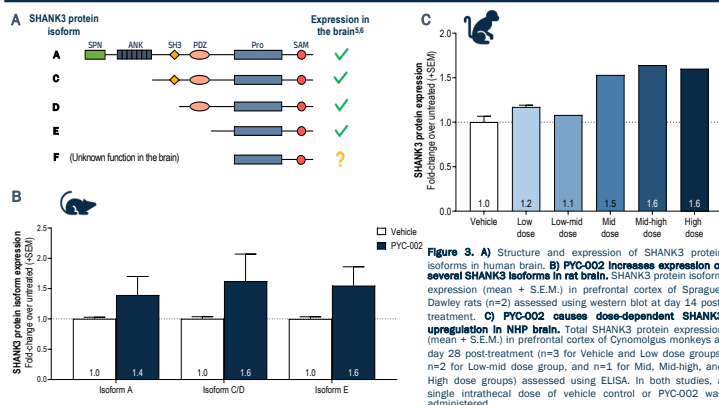 A SHANK3 protein isoform
Expression in the brain5,6
SPN ANK SH3 PDZ Pro SAM
A
C
D
E
F (Unknown function in the brain) ?
B
SHANK3 protein isoform expression
Fold-change over untreated (+SEM)
2.5
2.0
1.5
1.0
0.5
0.0
Vehicle
PYC-002
1.0 1.4 1.0 1.6 1.0 1.6
Isoform A Isoform C/D Isoform E
C
SHANK3 protein expression
Fold-change over untreated (+SEM)
2.0
1.5
1.0
0.5
0.0
1.0 1.2 1.1 1.5 1.6 1.6
Vehicle Low dose Low-mid dose Mid dose Mid-high dose High dose
Figure 3. A) Structure and expression of SHANK3 protein
isoforms in human brain. B) PYC-002 increases expression of
several SHANK3 isoforms in rat brain. SHANK3 protein isoform
expression (mean + S.E.M.) in prefrontal cortex of Sprague
Dawley rats (n=2) assessed using western blot at day 14 post
treatment. C) PYC-002 causes dose-dependent SHANK3
upregulation in NHP brain. Total SHANK3 protein expression
(mean + S.E.M.) in prefrontal cortex of Cynomolgus monkeys a
day 28 post-treatment (n=3 for Vehicle and Low dose groups
n=2 for Low-mid dose group, and n=1 for Mid, Mid-high, and
High dose groups) assessed using ELISA. In both studies, a
single intrathecal dose of vehicle control or PYC-002 was
administered